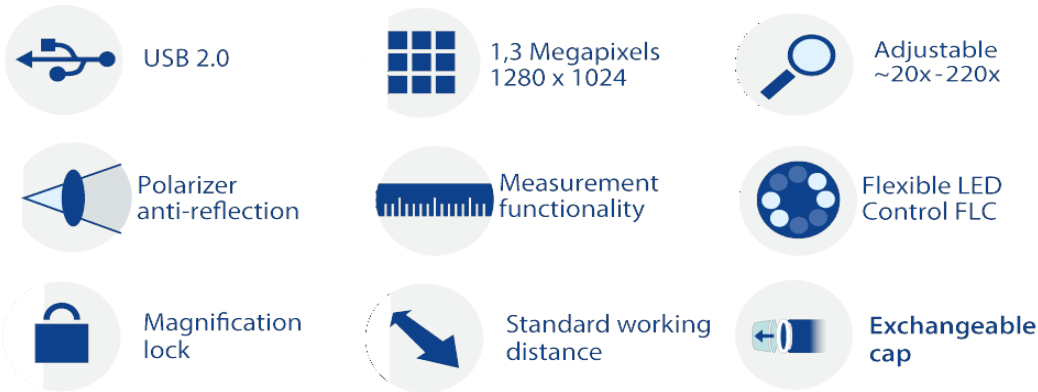 USB 2.0
1,3 Megapixels
1280 x 1024
Adjustable
~20x-220x
Polarizer
anti-reflection
Measurement
functionality
Flexible LED
Control FLC
Magnification
lock
Standard working
distance
Exchangeable
cap